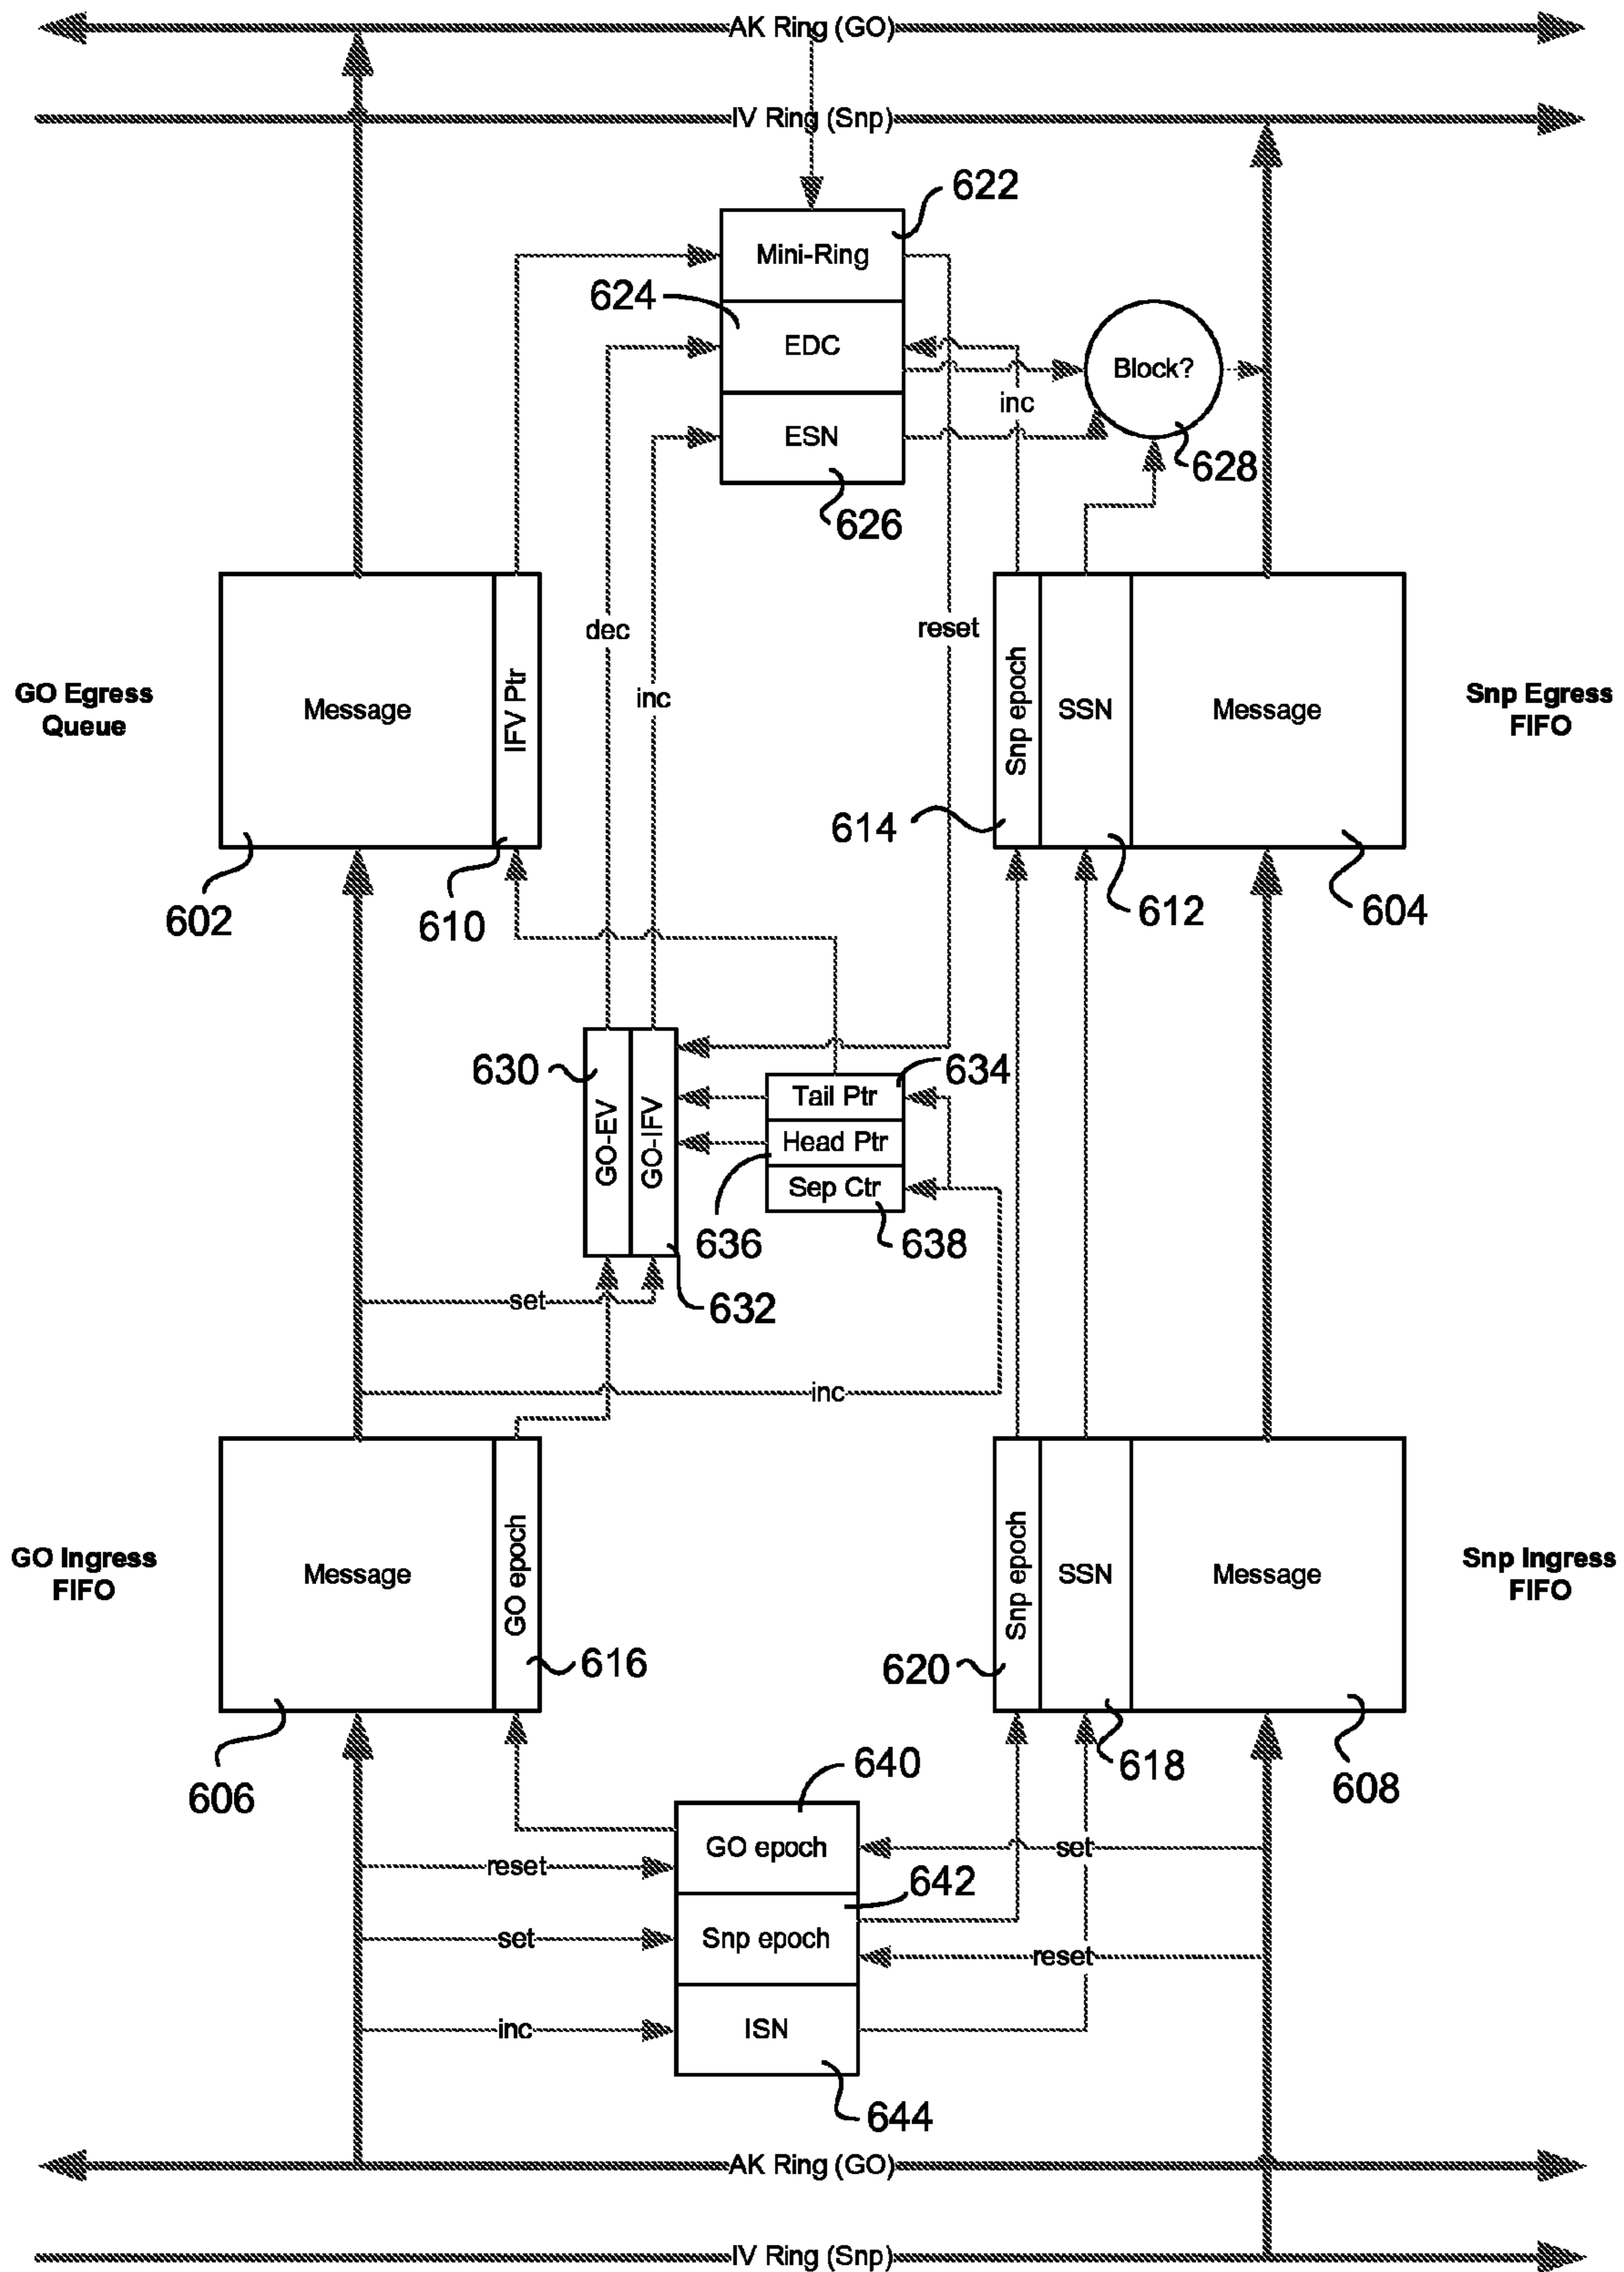 AK Ring (GO)
IV Ring (Snp)
622
Mini-Ring
624
EDC
Block?
inc
ESN
628
626
dec
reset
inc
GO Egress
Queue
Message
IFV Ptr
Snp epoch
SSN
Message
Snp Egress
FIFO
614
602
610
612
604
630
GO-EV
GO-IFV
Tail Ptr
634
Head Ptr
Sep Ctr
636
638
set
632
inc
GO Ingress
FIFO
Message
GO epoch
Snp epoch
SSN
Message
Snp Ingress
FIFO
616
620
606
640
618
608
GO epoch
set
reset
642
set
Snp epoch
reset
inc
ISN
644
AK Ring (GO)
IV Ring (Snp)